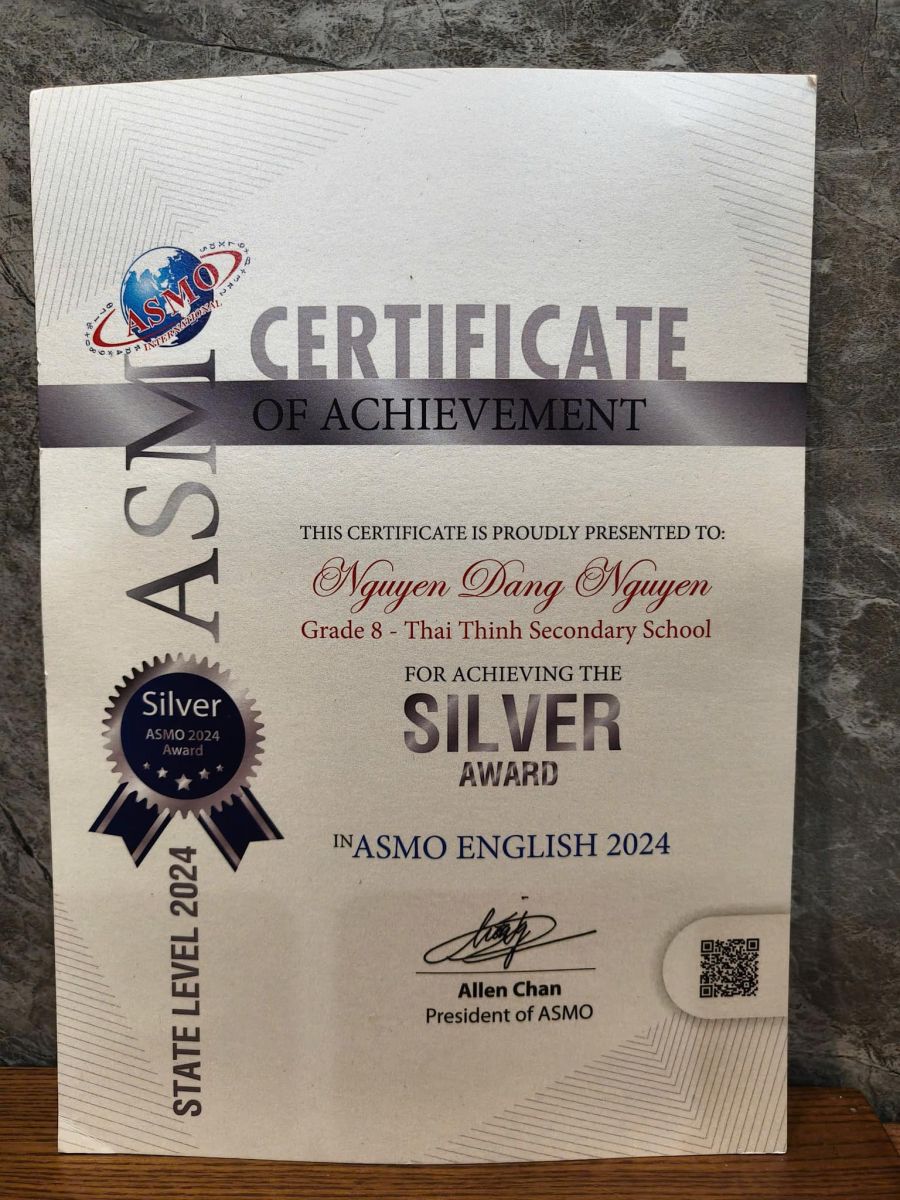 ASMO
INTERNATIONAL
CERTIFICATE
OF ACHIEVEMENT
ASM
THIS CERTIFICATE IS PROUDLY PRESENTED TO:
Nguyen Dang Nguyen
Grade 8 - Thai Thinh Secondary School
FOR ACHIEVING THE
SILVER
AWARD
Silver
ASMO 2024
Award
IN ASMO ENGLISH 2024
STATE LEVEL 2024
Allen Chan
President of ASMO